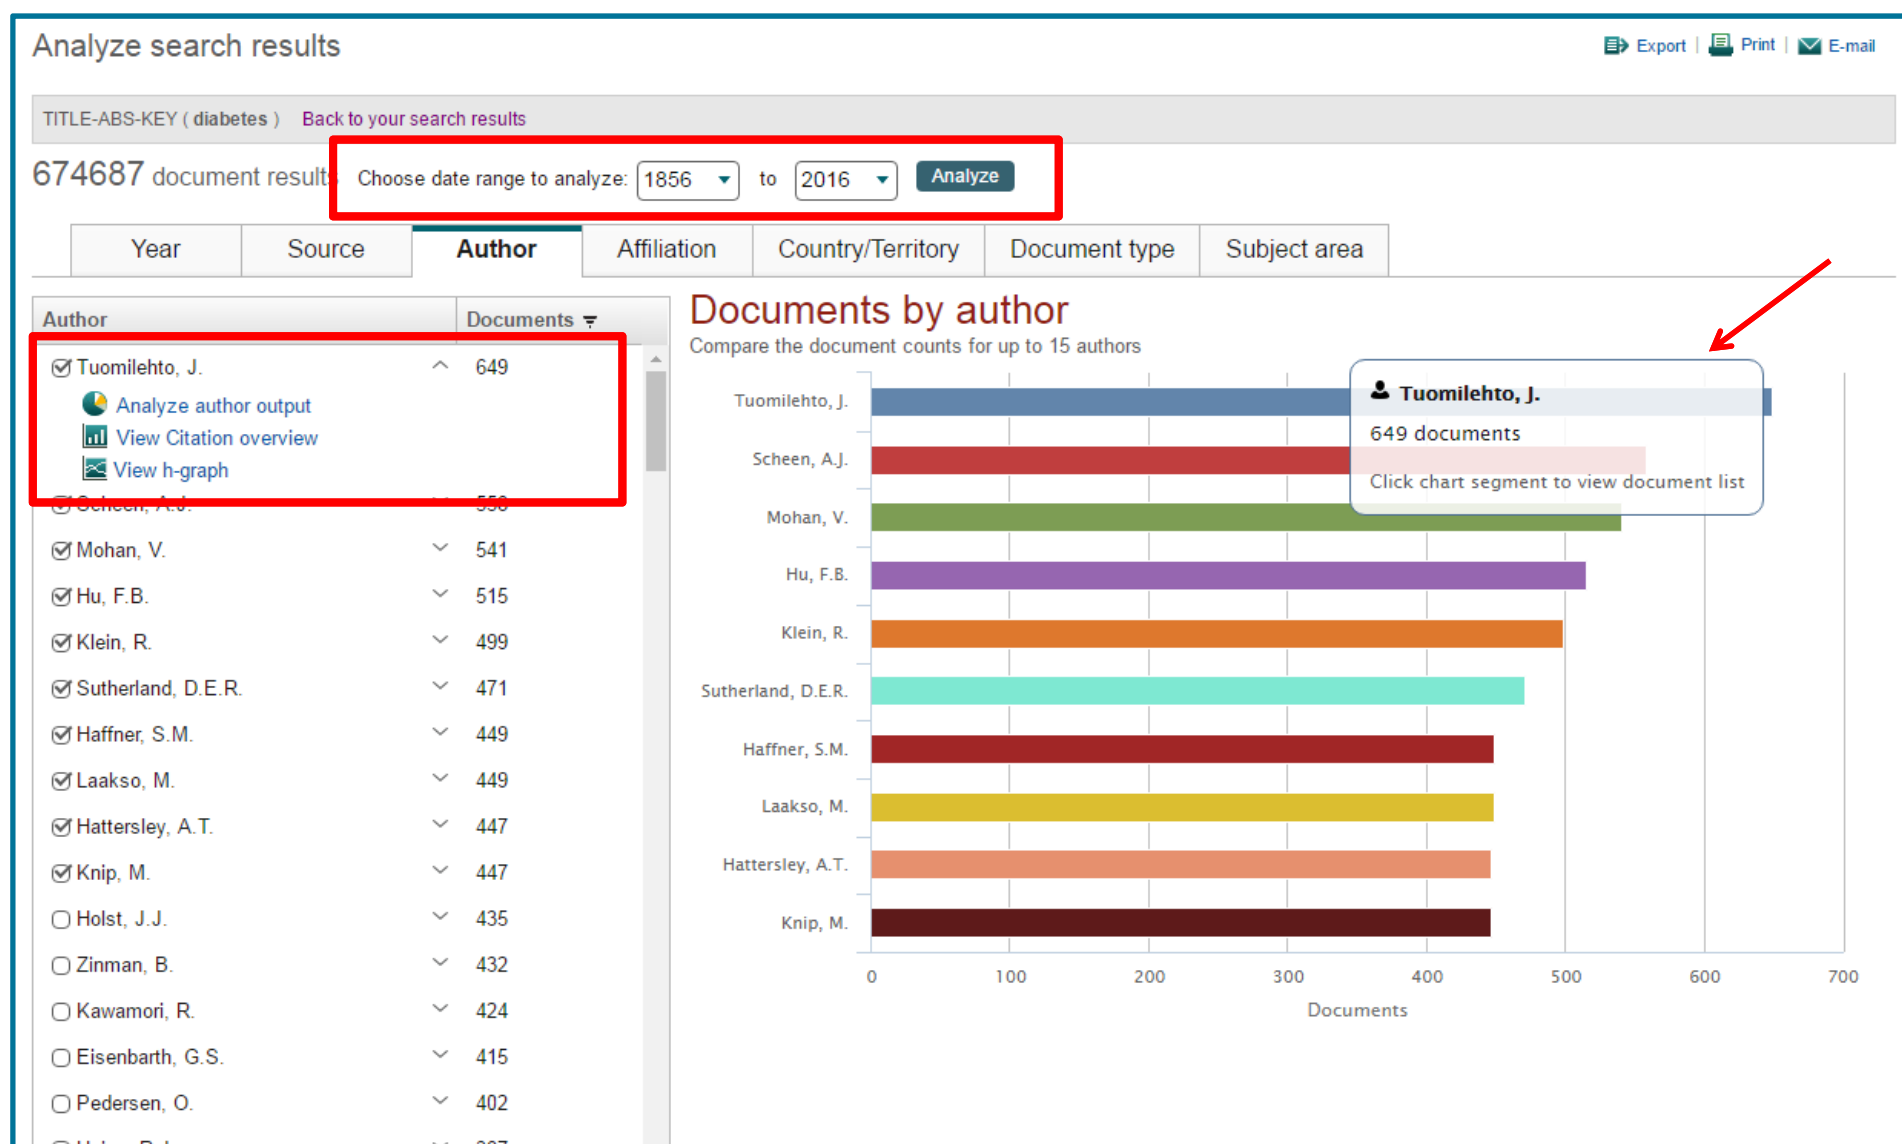 Analyze search results
Export | Print | E-mail
TITLE-ABS-KEY ( diabetes ) Back to your search results
674687 document results Choose date range to analyze: 1856 to 2016 Analyze
Year Source Author Affiliation Country/Territory Document type Subject area
Author Documents
Tuomilehto, J. 649
Analyze author output
View Citation overview
View h-graph
Scheen, A.J. 558
Mohan, V. 541
Hu, F.B. 515
Klein, R. 499
Sutherland, D.E.R. 471
Haffner, S.M. 449
Laakso, M. 449
Hattersley, A.T. 447
Knip, M. 447
Holst, J.J. 435
Zinman, B. 432
Kawamori, R. 424
Eisenbarth, G.S. 415
Pedersen, O. 402
Documents by author
Compare the document counts for up to 15 authors
Tuomilehto, J.
Scheen, A.J.
Mohan, V.
Hu, F.B.
Klein, R.
Sutherland, D.E.R.
Haffner, S.M.
Laakso, M.
Hattersley, A.T.
Knip, M.
Tuomilehto, J.
649 documents
Click chart segment to view document list
0 100 200 300 400 500 600 700
Documents